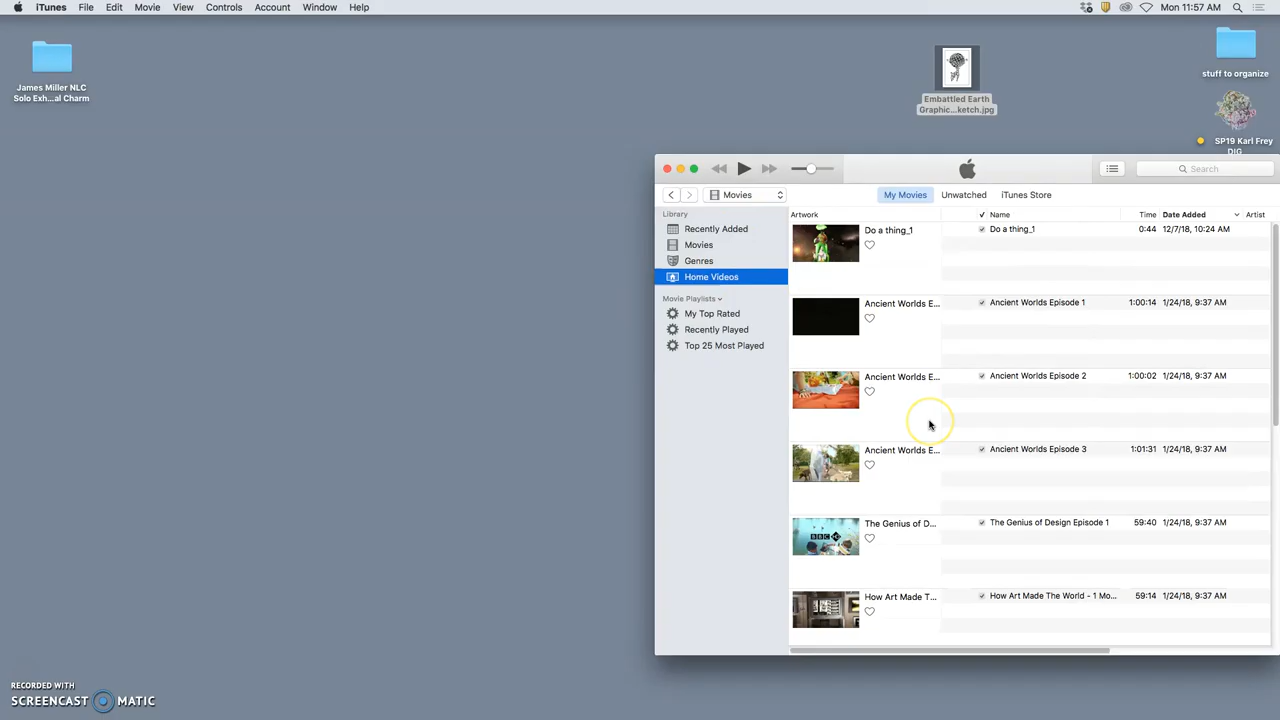 iTunes File Edit Movie View Controls Account Window Help Mon 11:57 AM
James Miller NLC
Solo Exh...al Charm
Embattled Earth
Graphic...ketch.jpg
stuff to organize
SP19 Karl Frey
DIG
Search
Movies
My Movies Unwatched iTunes Store
Library
Recently Added
Movies
Genres
Home Videos
Movie Playlists
My Top Rated
Recently Played
Top 25 Most Played
Artwork ✓ Name Time Date Added Artist
Do a thing_1 Do a thing_1 0:44 12/7/18, 10:24 AM
Ancient Worlds E... Ancient Worlds Episode 1 1:00:14 1/24/18, 9:37 AM
Ancient Worlds E... Ancient Worlds Episode 2 1:00:02 1/24/18, 9:37 AM
Ancient Worlds E... Ancient Worlds Episode 3 1:01:31 1/24/18, 9:37 AM
The Genius of D... The Genius of Design Episode 1 59:40 1/24/18, 9:37 AM
BBC
How Art Made T... How Art Made The World - 1 Mo... 59:14 1/24/18, 9:37 AM
RECORDED WITH
SCREENCAST MATIC